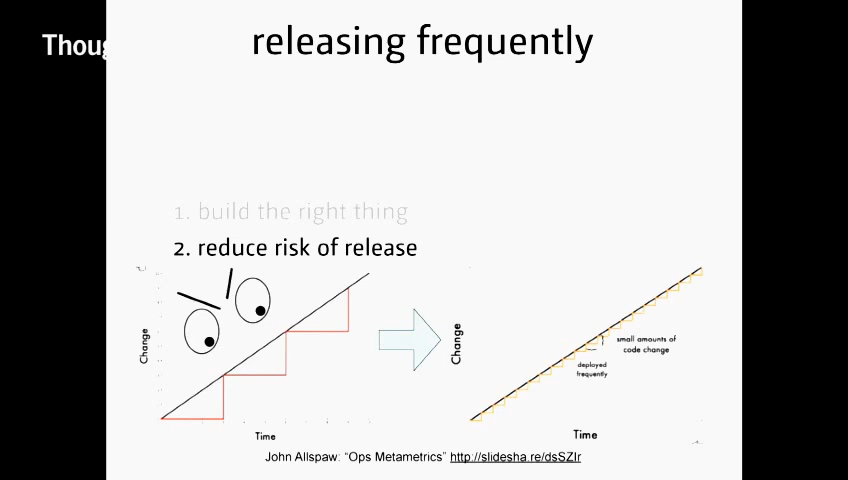 releasing frequently
Thoug
1. build the right thing
2. reduce risk of release
Change
Time
Change
small amounts of
code change
deployed
frequently
Time
John Allspaw: “Ops Metametrics” http://slidesha.re/dsSZIr